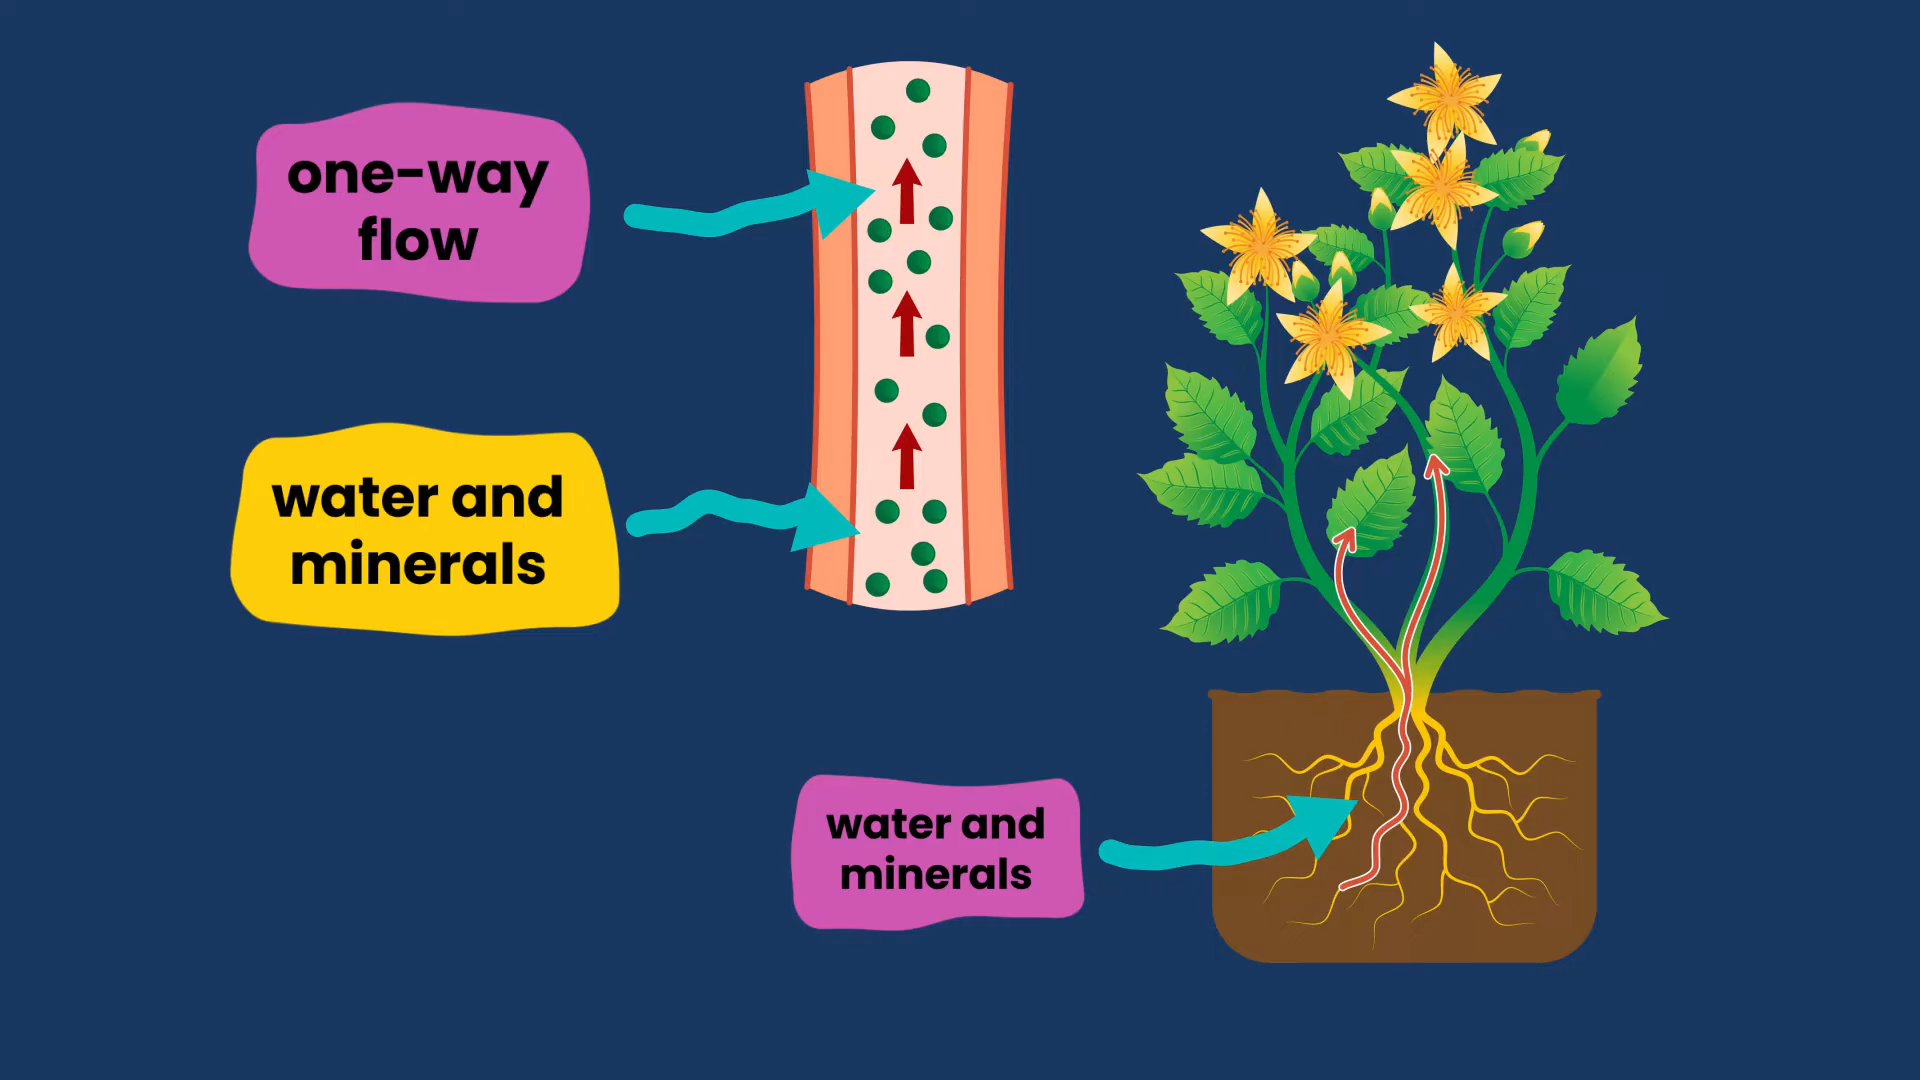 one-way
flow
water and
minerals
water and
minerals